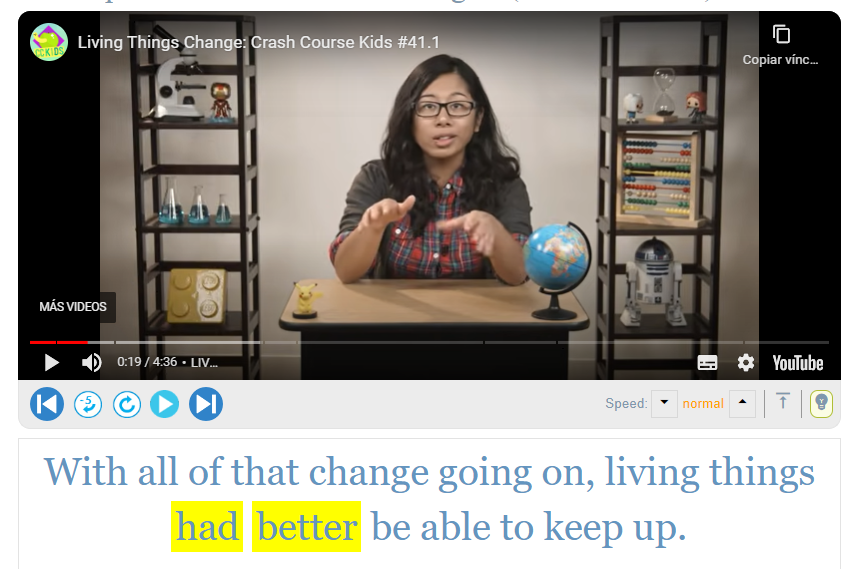 Living Things Change: Crash Course Kids #41.1
Copiar vínc...
MÁS VIDEOS
0:19 / 4:36 • LIV...
YouTube
5
Speed: normal
With all of that change going on, living things
had better be able to keep up.